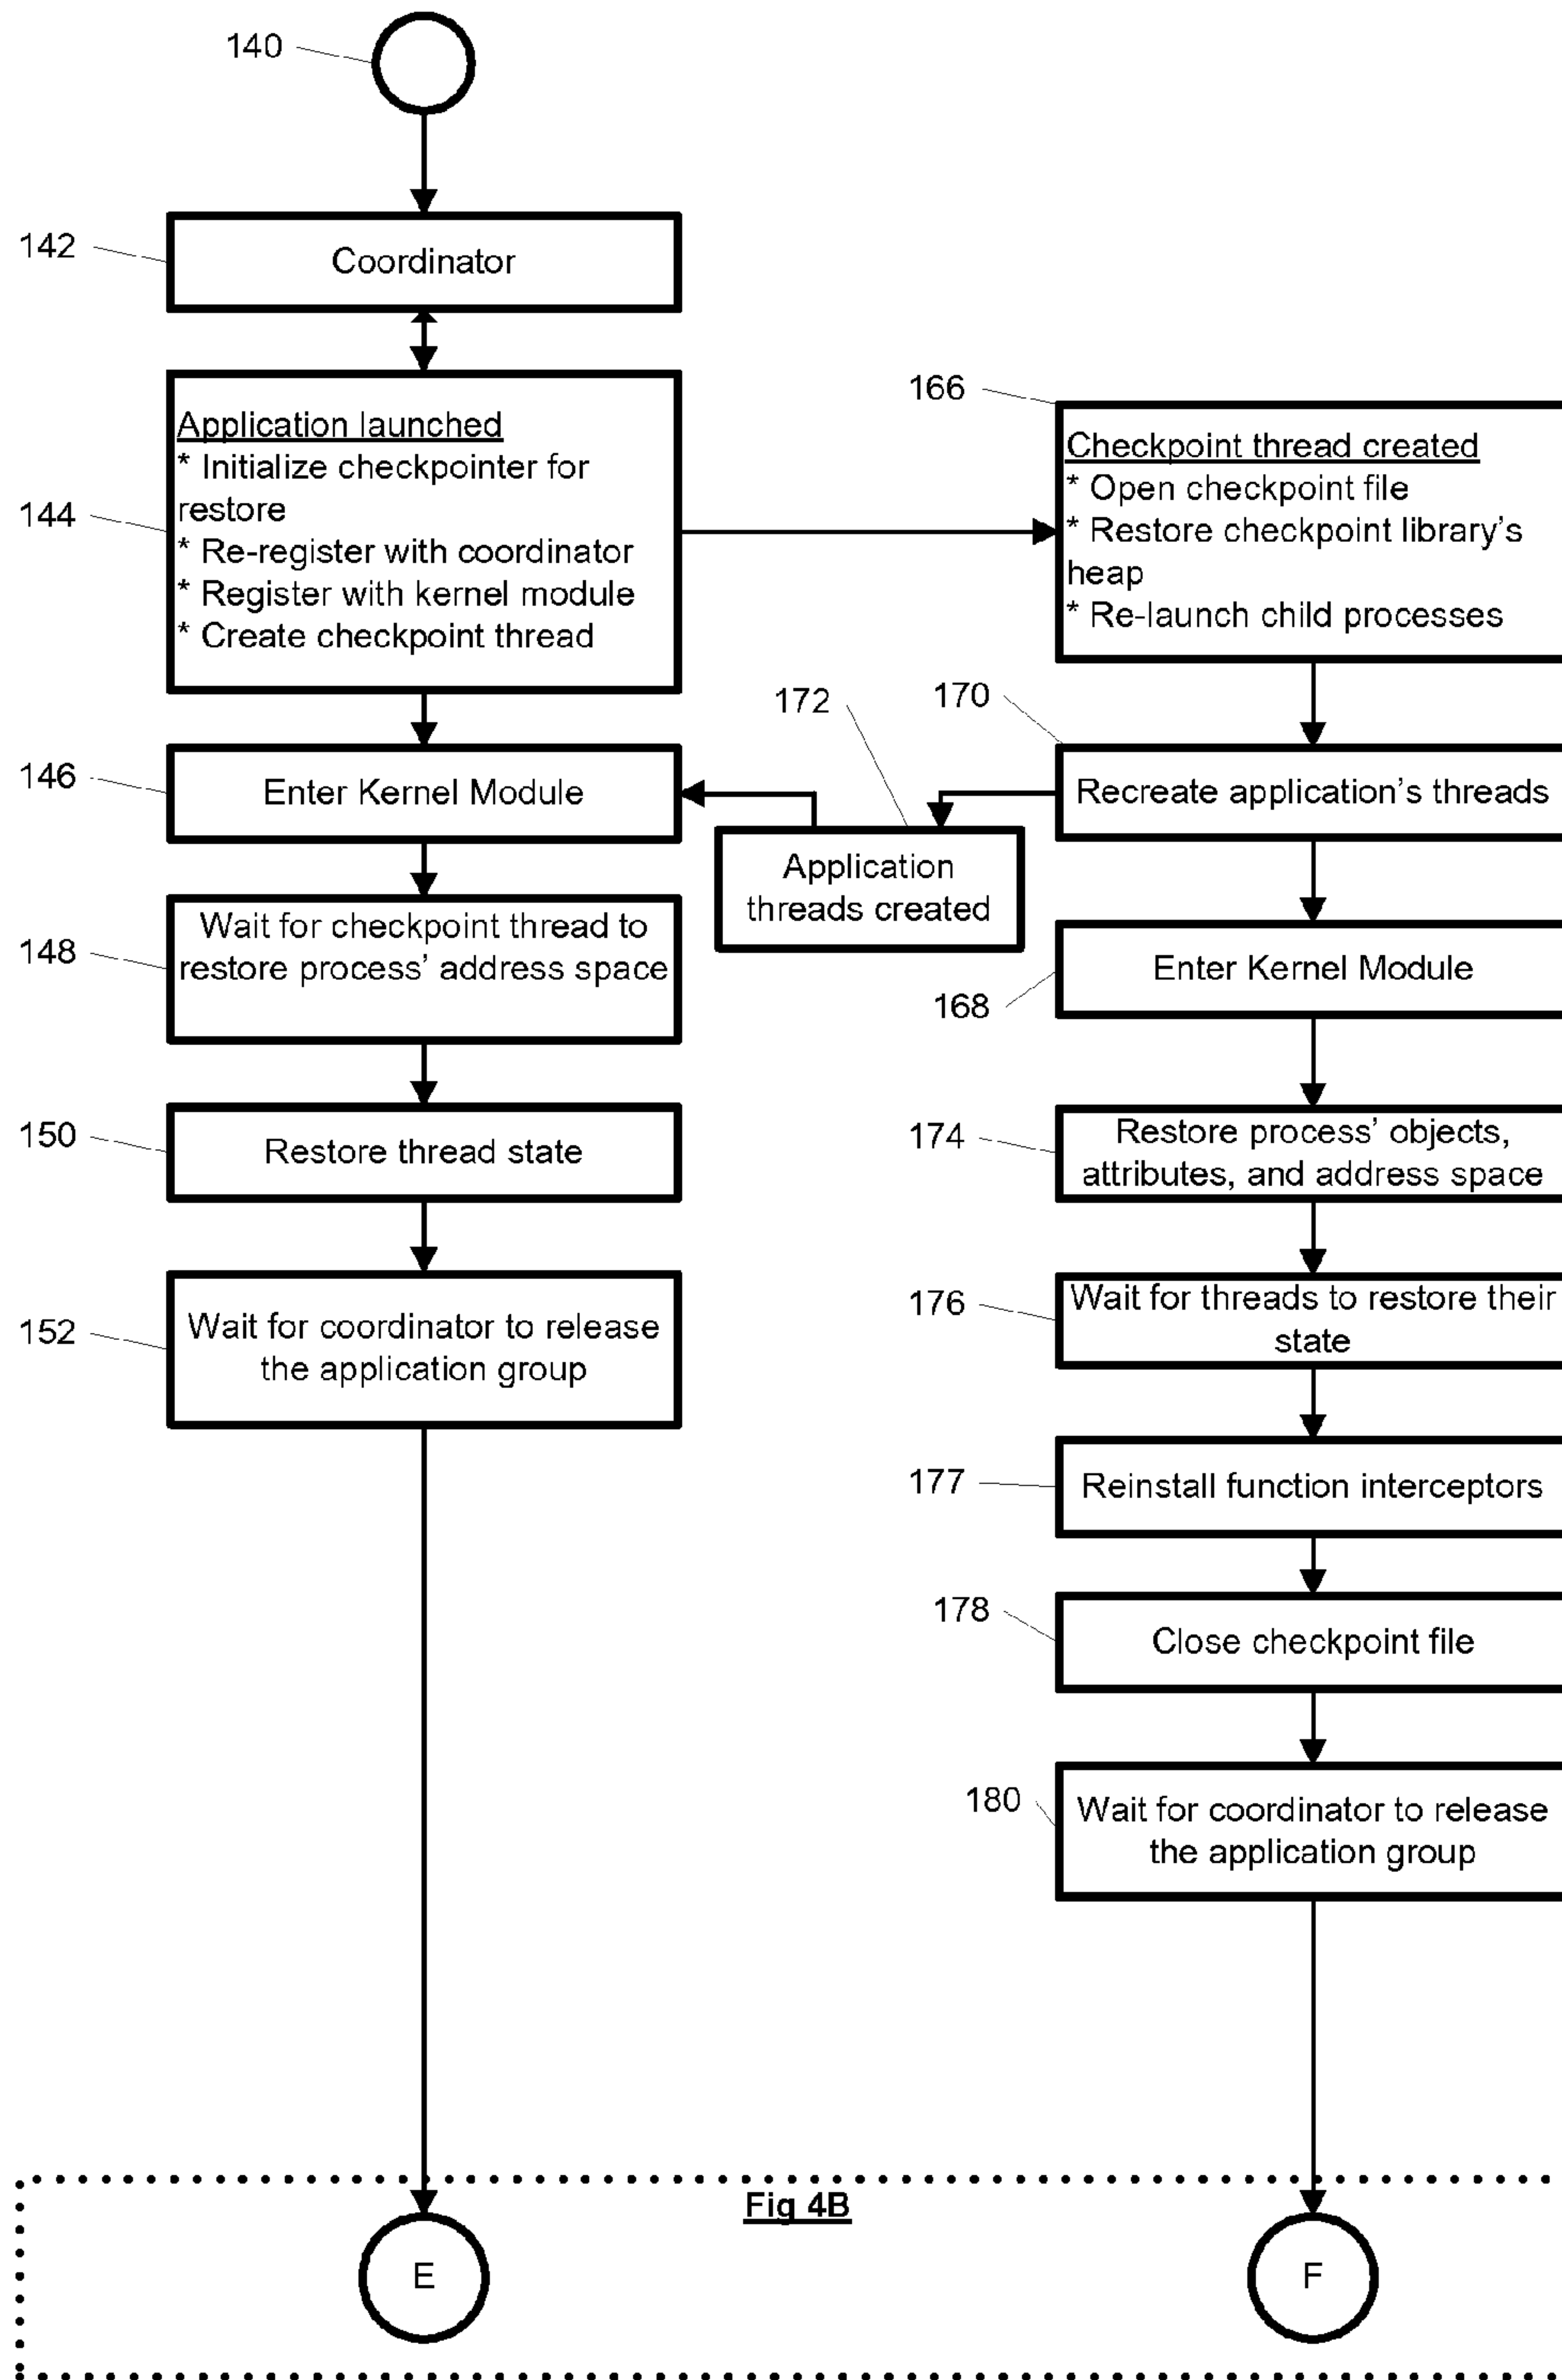 140
142
Coordinator
144
Application launched
* Initialize checkpointer for
restore
* Re-register with coordinator
* Register with kernel module
* Create checkpoint thread
166
Checkpoint thread created
* Open checkpoint file
* Restore checkpoint library's
heap
* Re-launch child processes
146
Enter Kernel Module
172
Application
threads created
170
Recreate application's threads
148
Wait for checkpoint thread to
restore process' address space
168
Enter Kernel Module
150
Restore thread state
174
Restore process' objects,
attributes, and address space
152
Wait for coordinator to release
the application group
176
Wait for threads to restore their
state
177
Reinstall function interceptors
178
Close checkpoint file
180
Wait for coordinator to release
the application group
Fig 4B
E
F